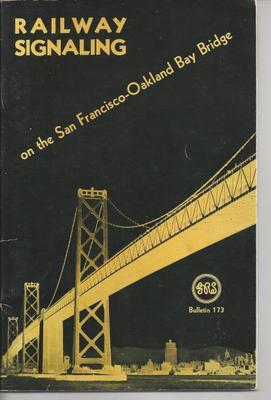 RAILWAY
SIGNALING
on the San Francisco-Oakland Bay Bridge
GRS
Bulletin 173